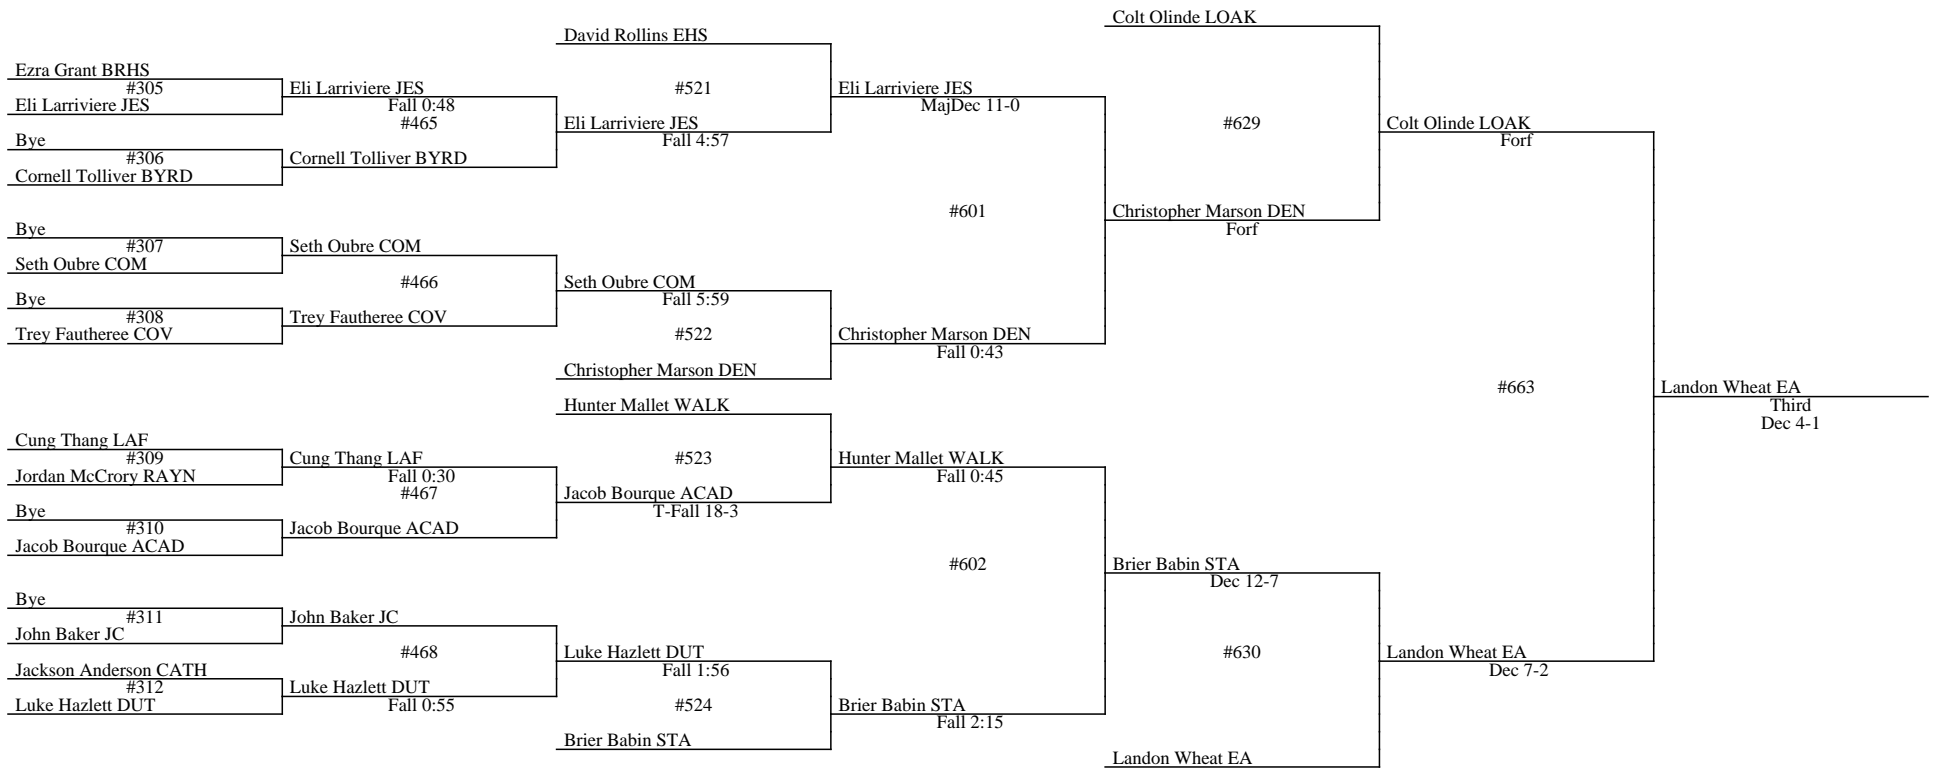 Colt Olinde LOAK
David Rollins EHS
Ezra Grant BRHS
#305
Eli Larriviere JES
Eli Larriviere JES
Fall 0:48
#465
#521
Eli Larriviere JES
MajDec 11-0
Eli Larriviere JES
Fall 4:57
#629
Colt Olinde LOAK
Forf
Bye
#306
Cornell Tolliver BYRD
Cornell Tolliver BYRD
#601
Christopher Marson DEN
Forf
Bye
#307
Seth Oubre COM
Seth Oubre COM
#466
Seth Oubre COM
Fall 5:59
Bye
#308
Trey Fautheree COV
Trey Fautheree COV
#522
Christopher Marson DEN
Fall 0:43
Christopher Marson DEN
#663
Landon Wheat EA
Third
Dec 4-1
Hunter Mallet WALK
Cung Thang LAF
#309
Jordan McCrory RAYN
Cung Thang LAF
Fall 0:30
#467
#523
Hunter Mallet WALK
Fall 0:45
Jacob Bourque ACAD
T-Fall 18-3
Bye
#310
Jacob Bourque ACAD
Jacob Bourque ACAD
#602
Brier Babin STA
Dec 12-7
Bye
#311
John Baker JC
John Baker JC
#468
Luke Hazlett DUT
Fall 1:56
#630
Landon Wheat EA
Dec 7-2
Jackson Anderson CATH
#312
Luke Hazlett DUT
Luke Hazlett DUT
Fall 0:55
#524
Brier Babin STA
Fall 2:15
Brier Babin STA
Landon Wheat EA